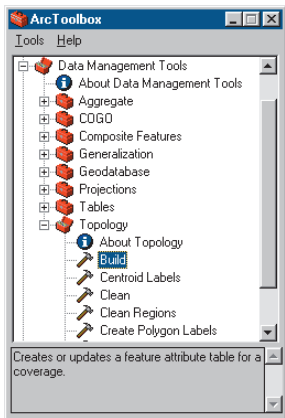 ArcToolbox
Tools Help
Data Management Tools
About Data Management Tools
Aggregate
COGO
Composite Features
Generalization
Geodatabase
Projections
Tables
Topology
About Topology
Build
Centroid Labels
Clean
Clean Regions
Create Polygon Labels
Creates or updates a feature attribute table for a
coverage.